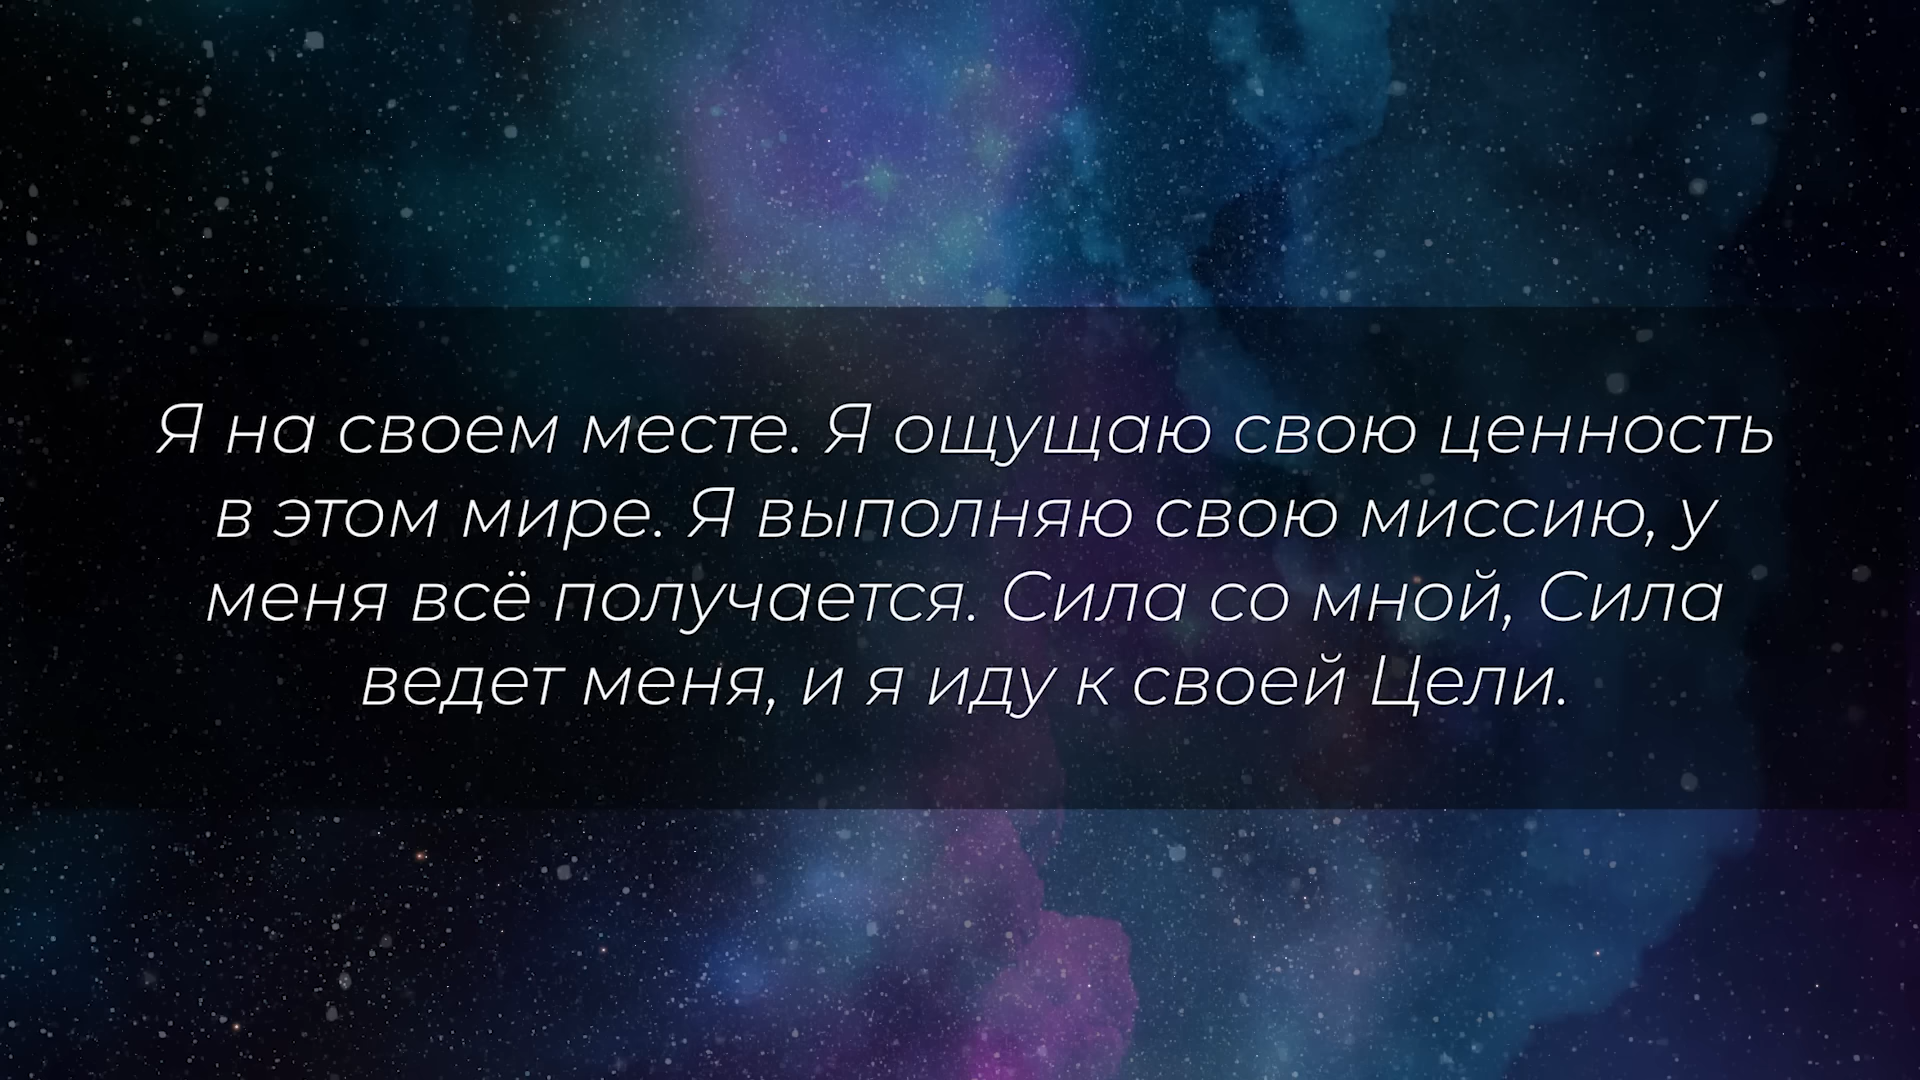 Я на своем месте. Я ощущаю свою ценность
в этом мире. Я выполняю свою миссию, у
меня всё получается. Сила со мной, Сила
ведет меня, и я иду к своей Цели.